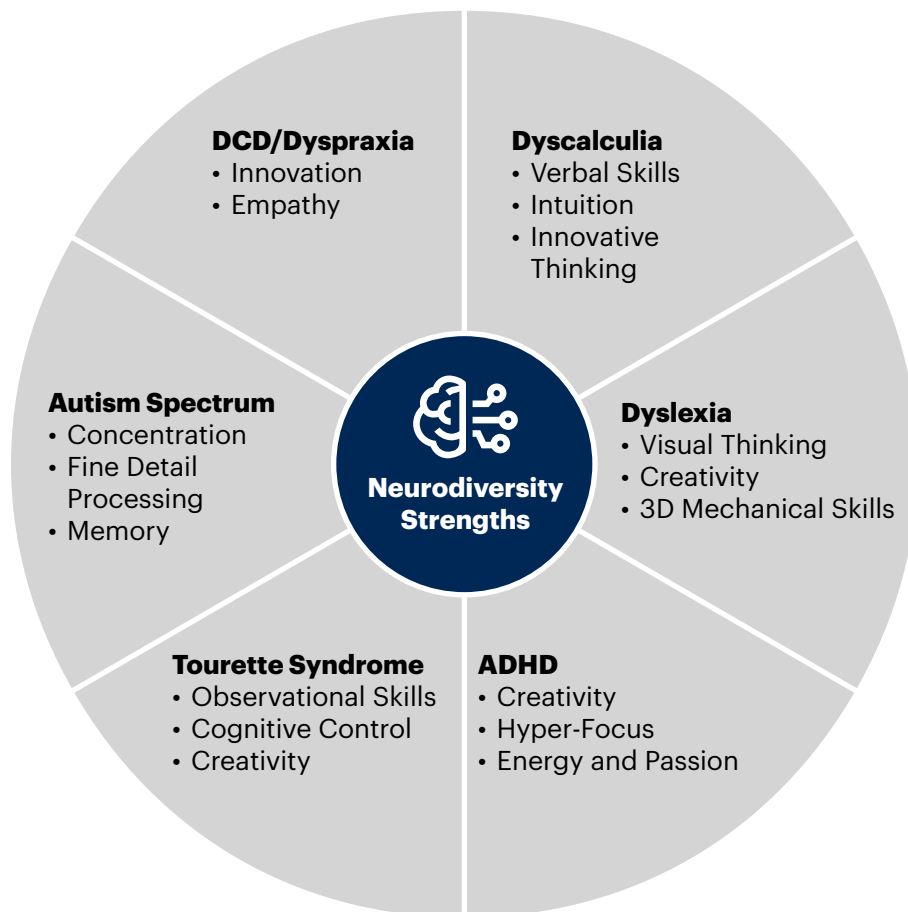 DCD/Dyspraxia
• Innovation
• Empathy
Dyscalculia
• Verbal Skills
• Intuition
• Innovative
Thinking
Autism Spectrum
• Concentration
• Fine Detail
Processing
• Memory
Neurodiversity
Strengths
Dyslexia
• Visual Thinking
• Creativity
• 3D Mechanical Skills
Tourette Syndrome
• Observational Skills
• Cognitive Control
• Creativity
ADHD
• Creativity
• Hyper-Focus
• Energy and Passion